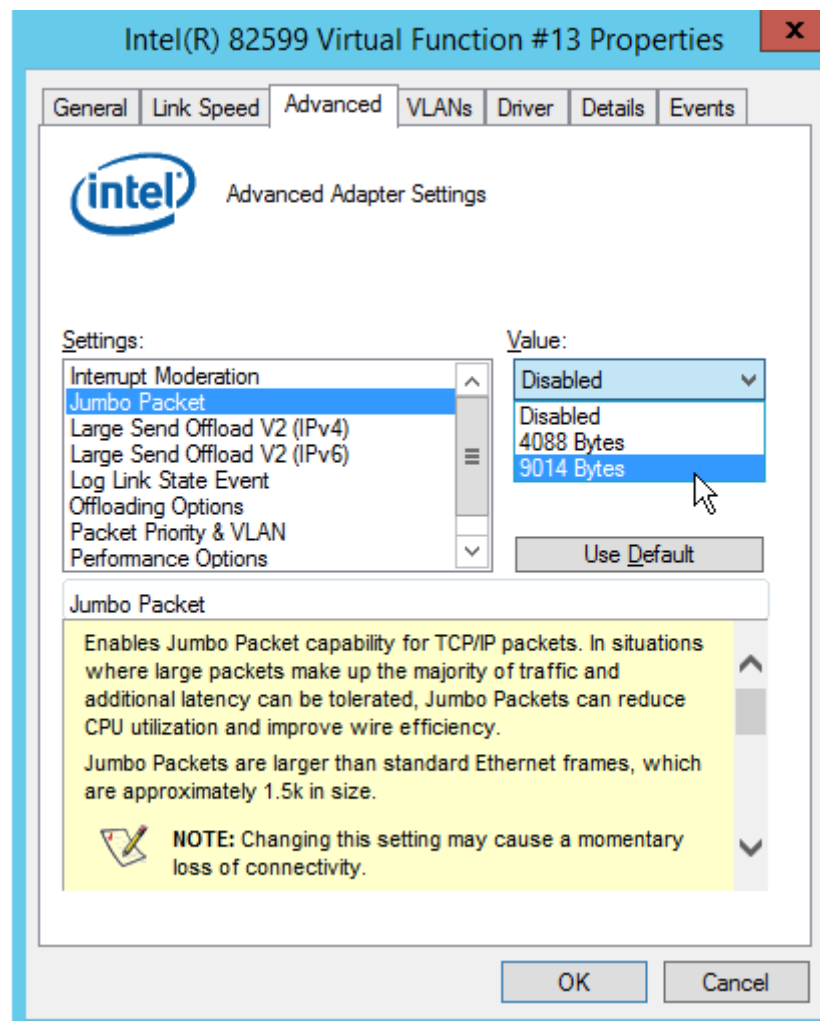 Intel(R) 82599 Virtual Function #13 Properties
x
General Link Speed Advanced VLANs Driver Details Events
intel
Advanced Adapter Settings
Settings:
Value:
Interrupt Moderation
Jumbo Packet
Large Send Offload V2 (IPv4)
Large Send Offload V2 (IPv6)
Log Link State Event
Offloading Options
Packet Priority & VLAN
Performance Options
Disabled
Disabled
4088 Bytes
9014 Bytes
Use Default
Jumbo Packet
Enables Jumbo Packet capability for TCP/IP packets. In situations
where large packets make up the majority of traffic and
additional latency can be tolerated, Jumbo Packets can reduce
CPU utilization and improve wire efficiency.
Jumbo Packets are larger than standard Ethernet frames, which
are approximately 1.5k in size.
NOTE: Changing this setting may cause a momentary
loss of connectivity.
OK Cancel